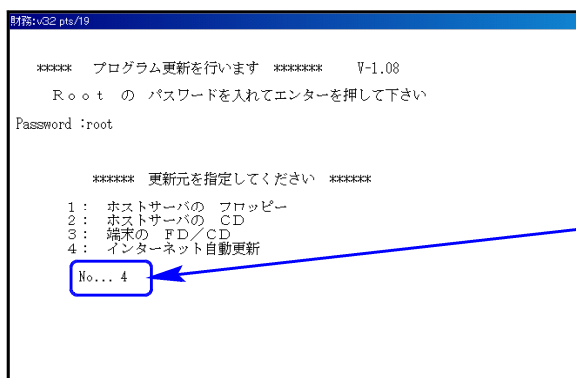 財務:v32 pts/19
***** プログラム更新を行います ******* V-1.08
Root の パスワードを入れてエンターを押して下さい
Password :root
****** 更新元を指定してください ******
1: ホストサーバの フロッピー
2: ホストサーバの CD
3: 端末の FD/CD
4: インターネット自動更新
No... 4